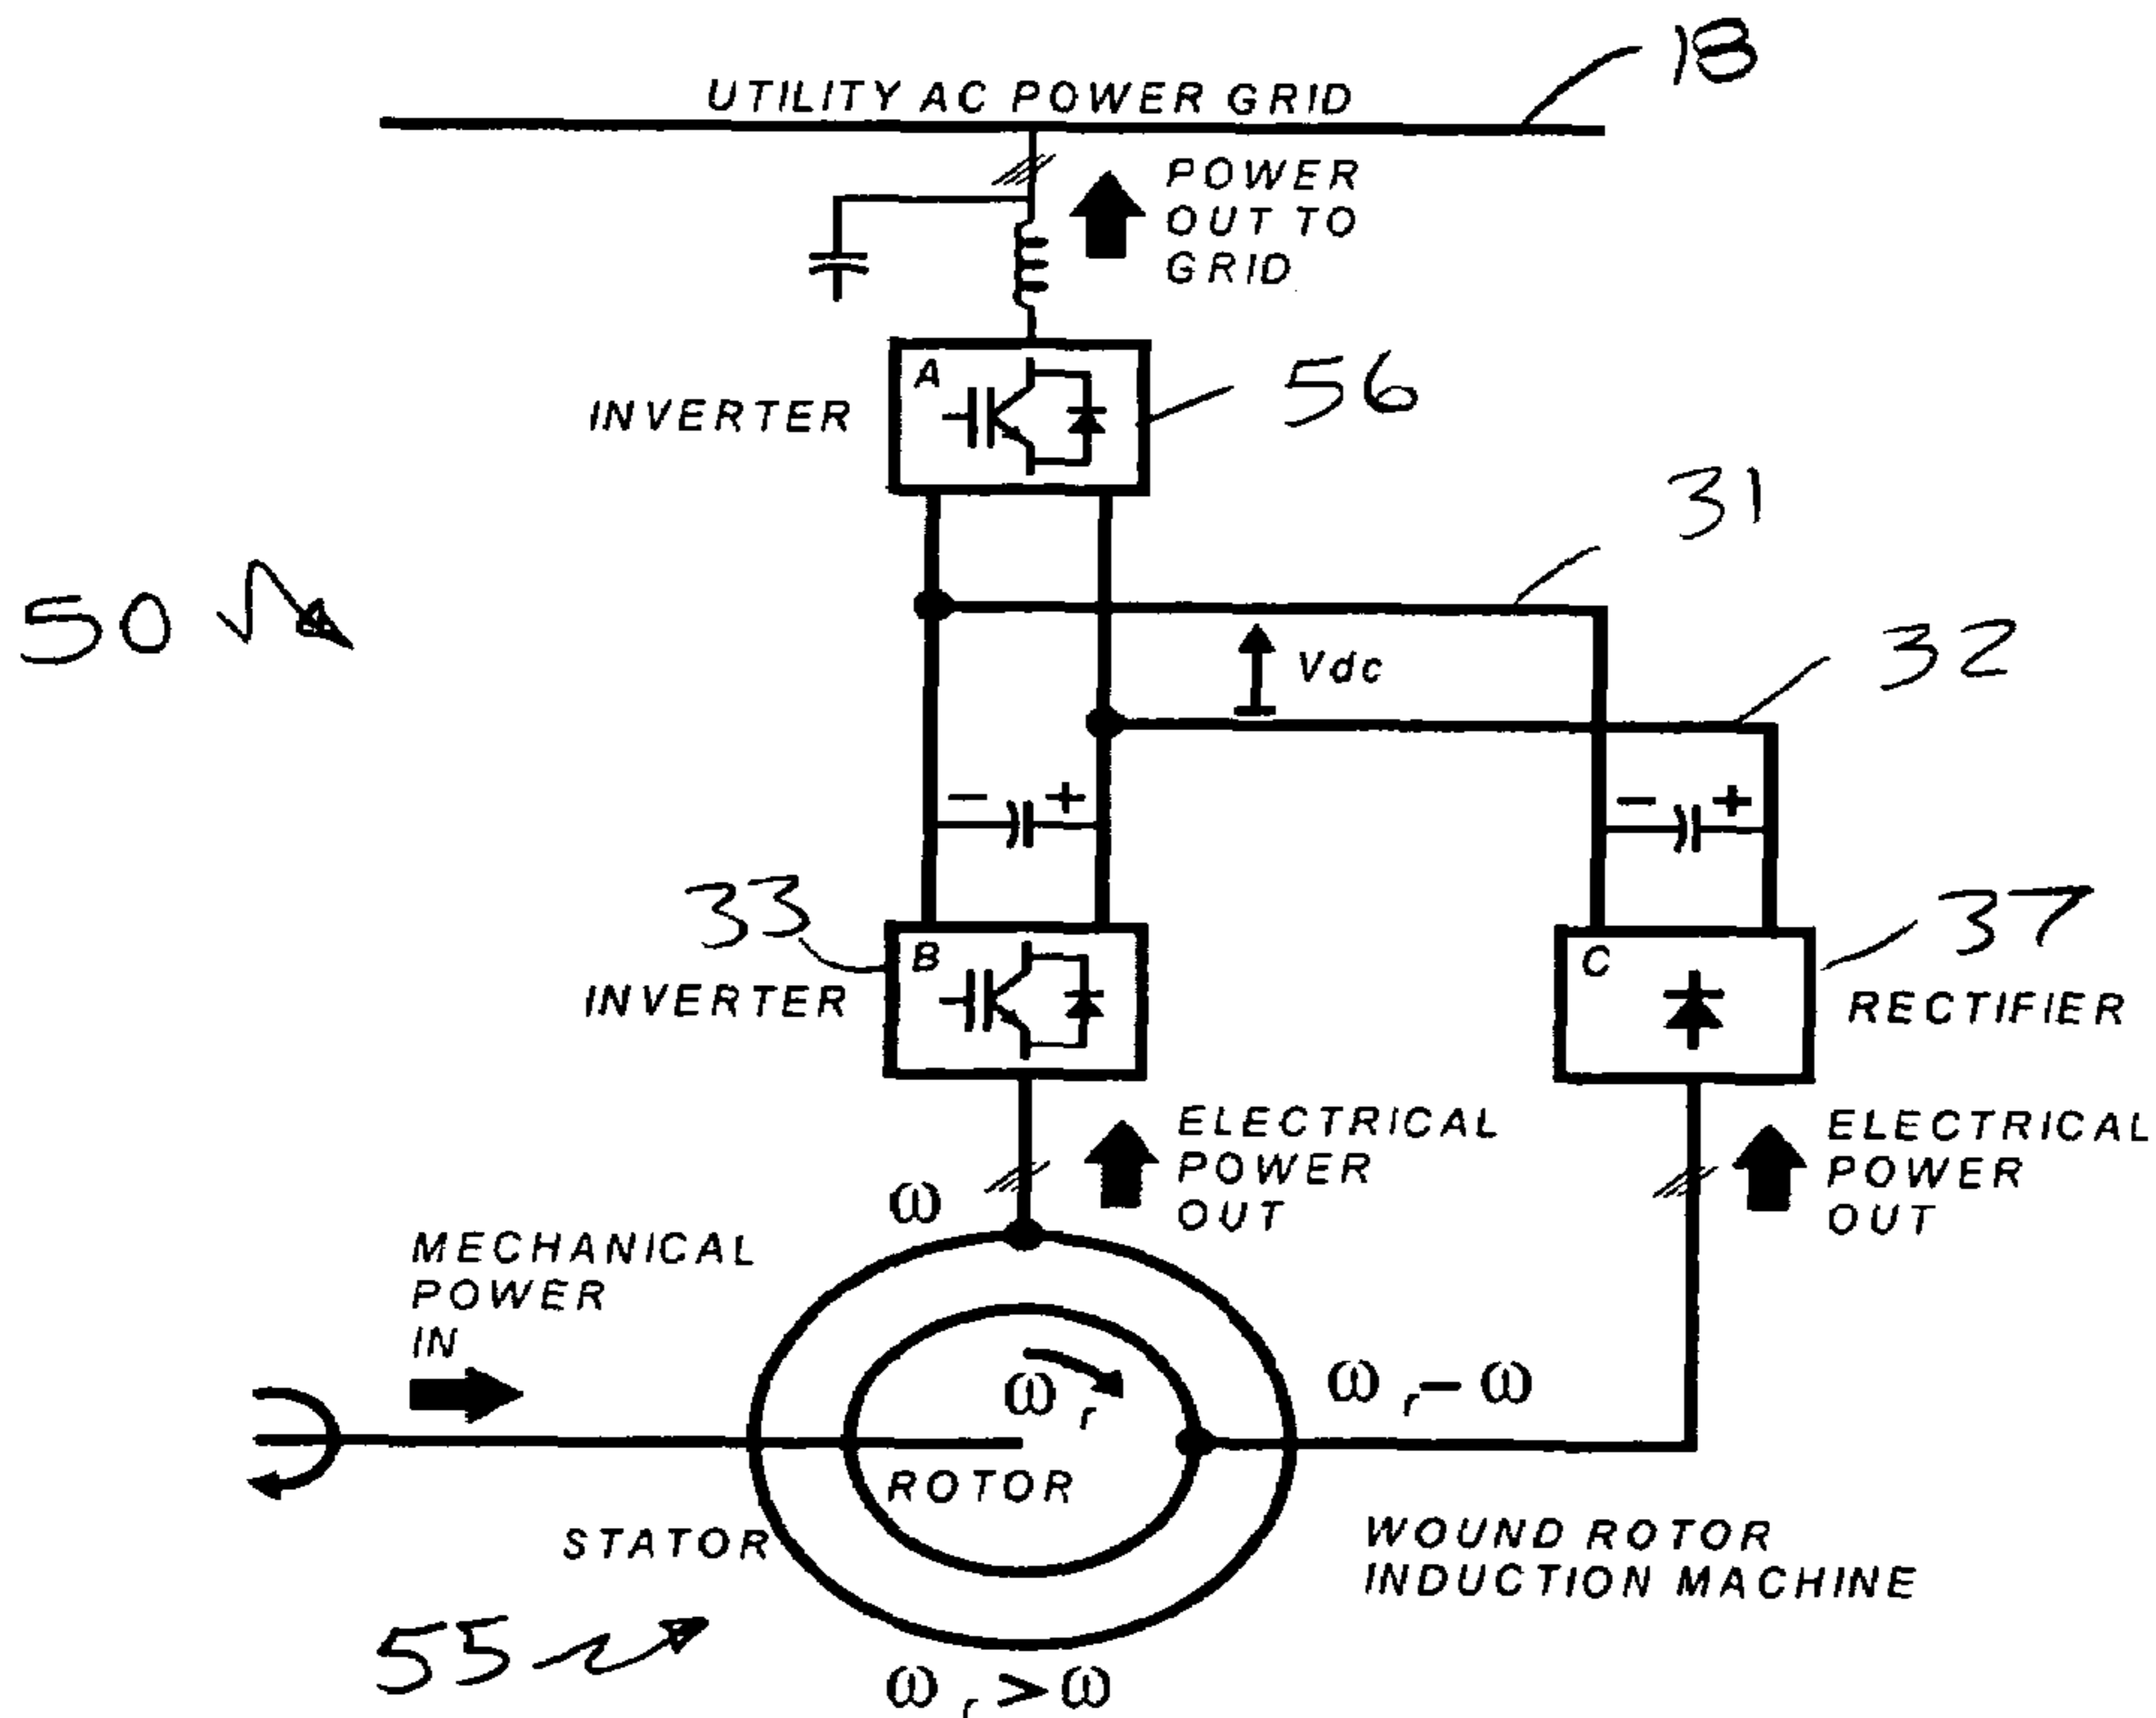 UTILITY AC POWER GRID
18
POWER
OUT TO
GRID
A
INVERTER
56
31
50
Vdc
32
- +
- +
33
B
INVERTER
37
C
RECTIFIER
ELECTRICAL
POWER
OUT
ELECTRICAL
POWER
OUT
ω
MECHANICAL
POWER
IN
ωr
ωr - ω
ROTOR
STATOR
WOUND ROTOR
INDUCTION MACHINE
55
ωr > ω